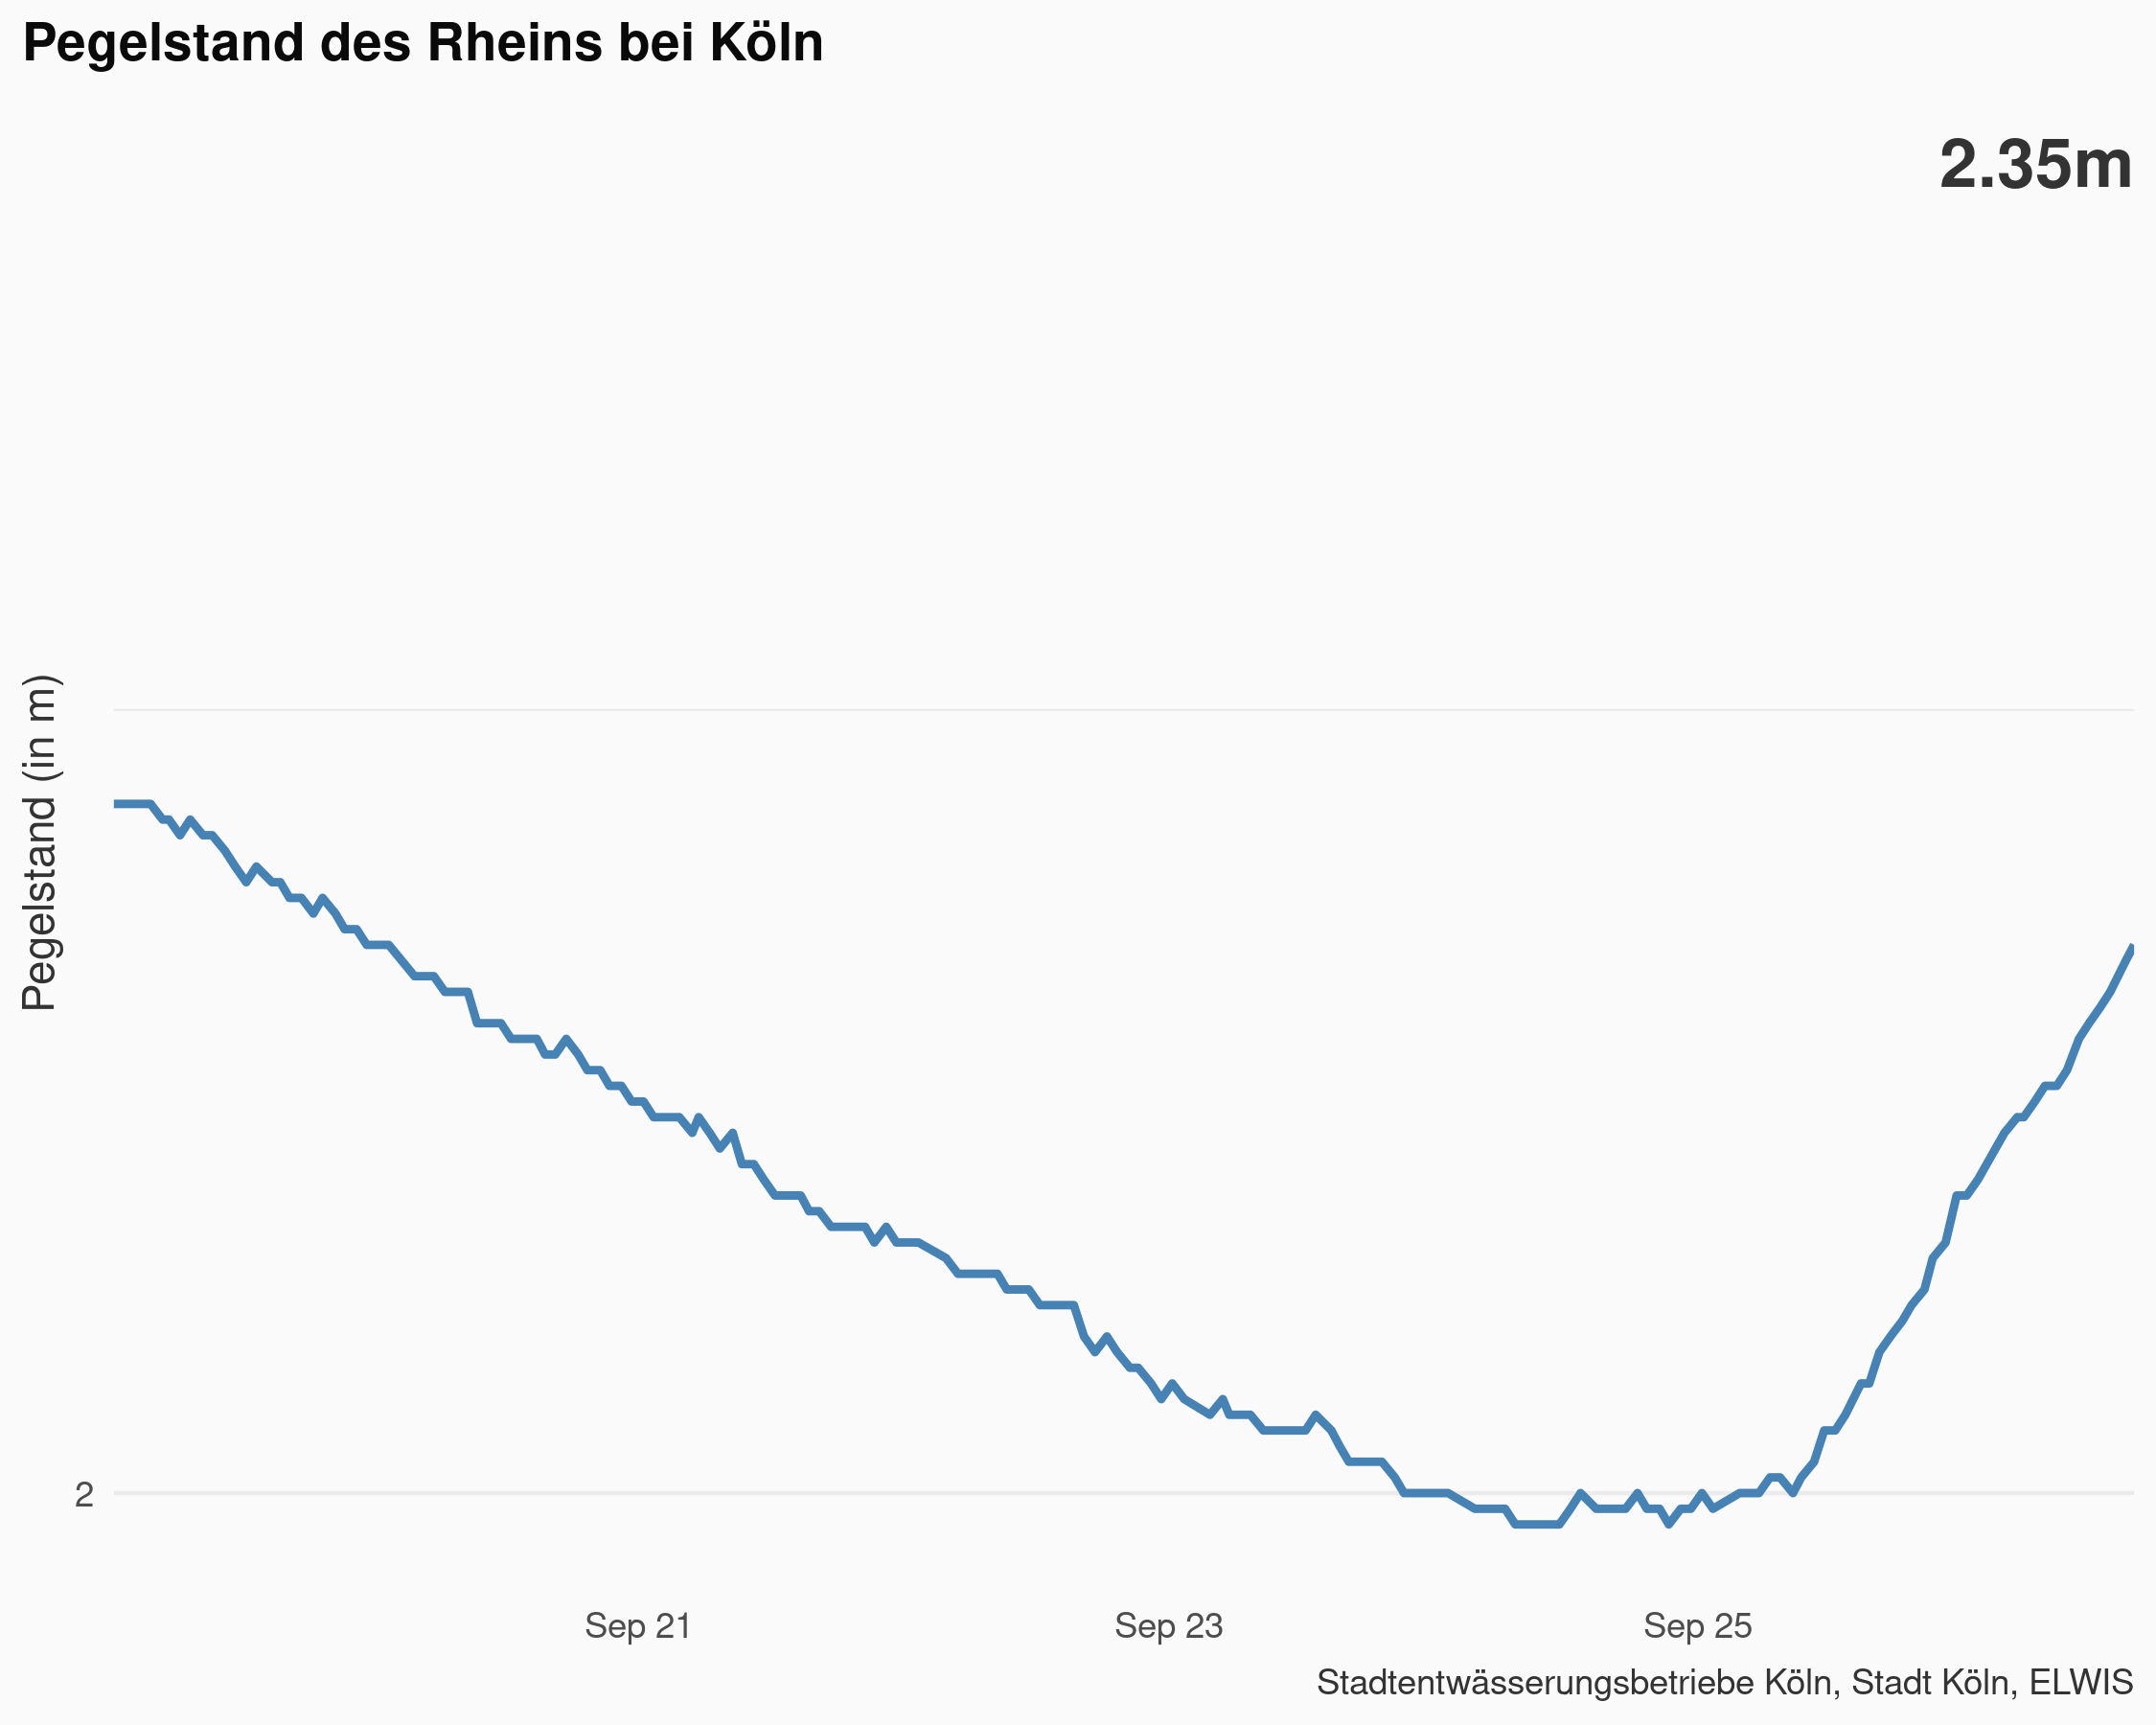 Pegelstand des Rheins bei Köln
2.35m
Pegelstand (in m)
2
Sep 21
Sep 23
Sep 25
Stadtentwässerungsbetriebe Köln, Stadt Köln, ELWIS